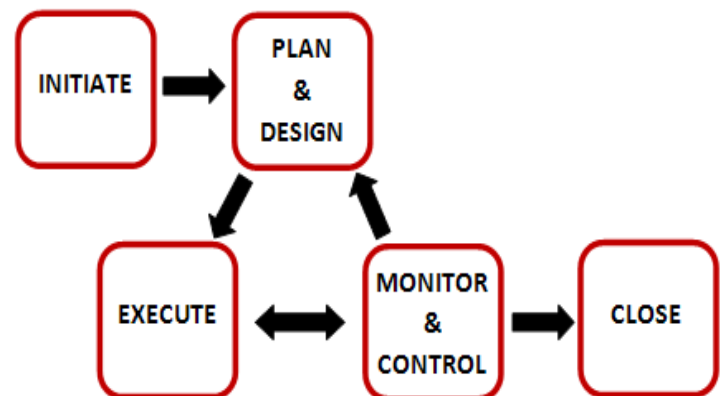 INITIATE
PLAN
&
DESIGN
EXECUTE
MONITOR
&
CONTROL
CLOSE